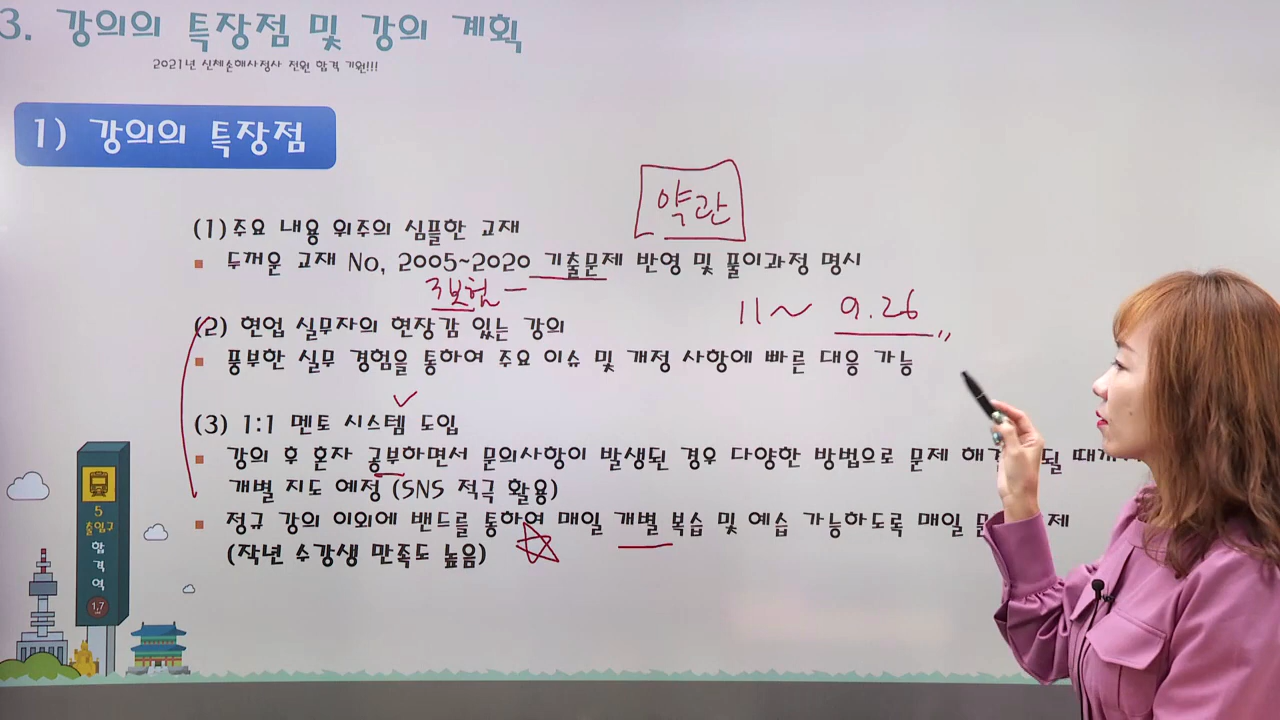 3. 강의의 특장점 및 강의 계획
2021년 신체손해사정사 전원 합격 기원!!!
1) 강의의 특장점
약관
(1)주요 내용 위주의 심플한 교재
두꺼운 교재 No, 2005~2020 기출문제 반영 및 풀이과정 명시
3보험
11~ 9.26
(2) 현업 실무자의 현장감 있는 강의
풍부한 실무 경험을 통하여 주요 이슈 및 개정 사항에 빠른 대응 가능
(3) 1:1 멘토 시스템 도입
강의 후 혼자 공부하면서 문의사항이 발생된 경우 다양한 방법으로 문제 될 때까
개별 지도 예정 (SNS 적극 활용)
정규 강의 이외에 밴드를 통하여 매일 개별 복습 및 예습 가능하도록 매일
(작년 수강생 만족도 높음)
5
출입구
합격역
1,7